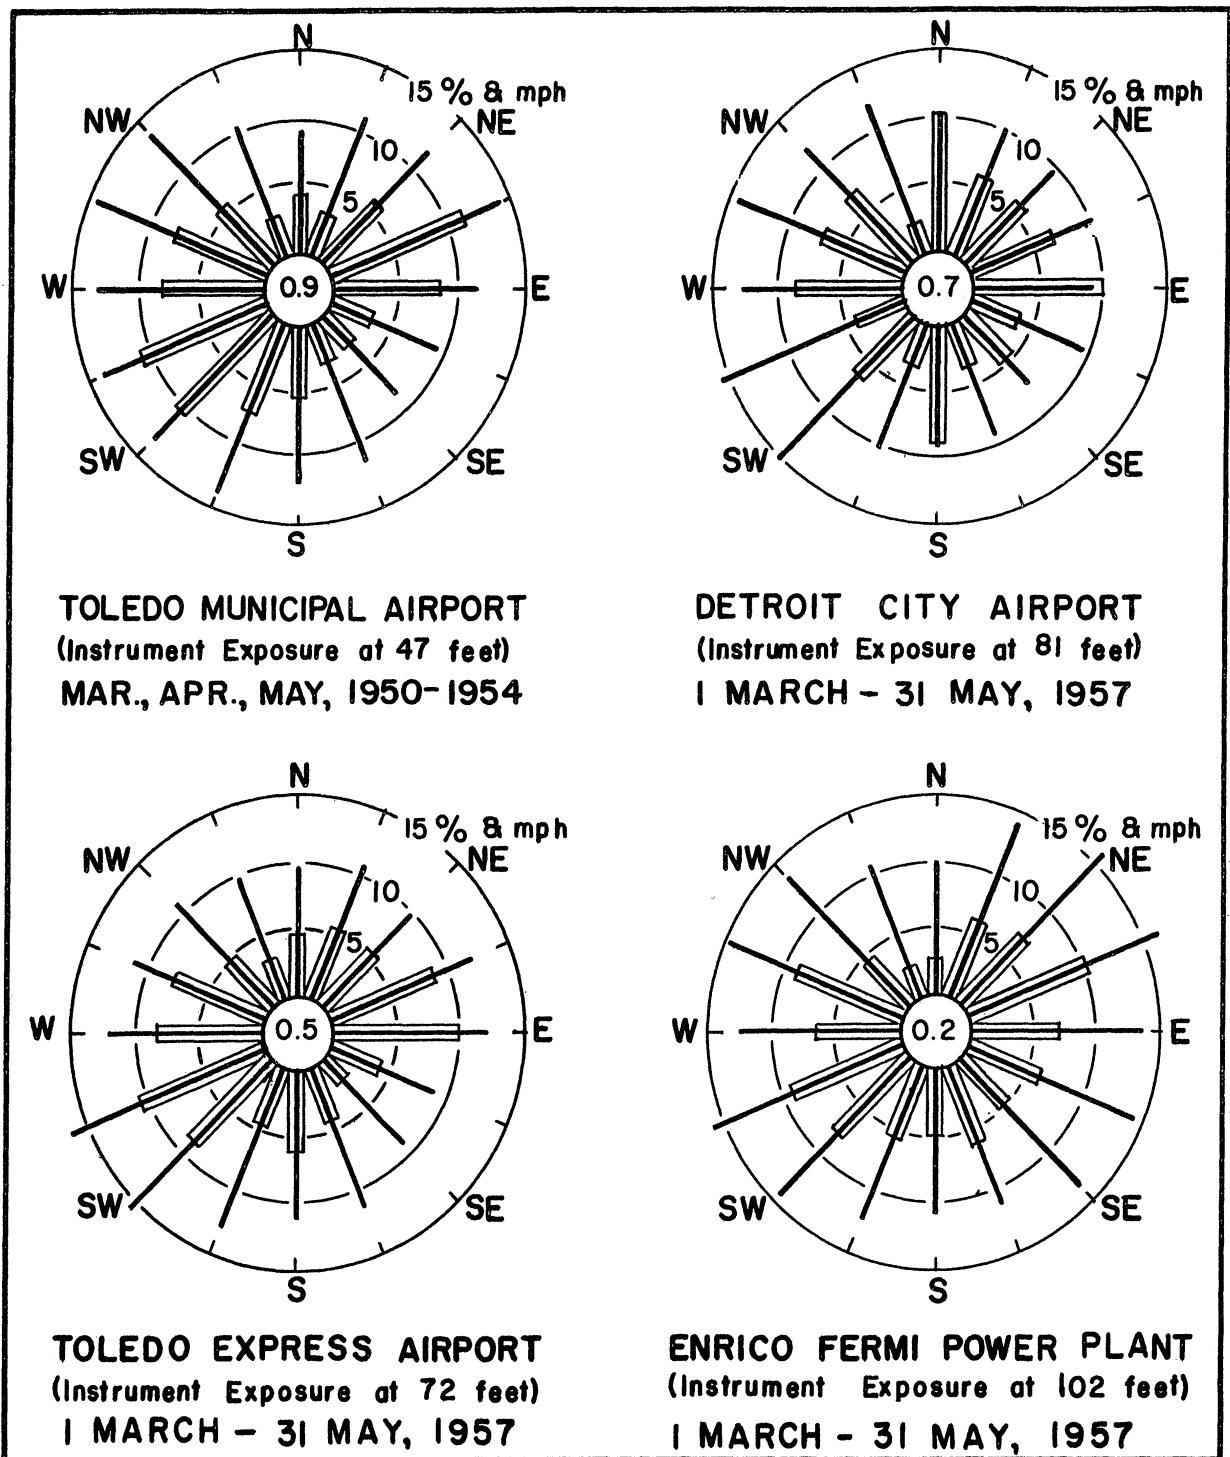 N
15 % & mph
NW
NE
10
5
W
0.9
E
SW
SE
S
TOLEDO MUNICIPAL AIRPORT
(Instrument Exposure at 47 feet)
MAR., APR., MAY, 1950-1954
N
15 % & mph
NW
NE
10
5
W
0.7
E
SW
SE
S
DETROIT CITY AIRPORT
(Instrument Exposure at 81 feet)
1 MARCH - 31 MAY, 1957
N
15 % & mph
NW
NE
10
5
W
0.5
E
SW
SE
S
TOLEDO EXPRESS AIRPORT
(Instrument Exposure at 72 feet)
1 MARCH - 31 MAY, 1957
N
15 % & mph
NW
NE
10
5
W
0.2
E
SW
SE
S
ENRICO FERMI POWER PLANT
(Instrument Exposure at 102 feet)
1 MARCH - 31 MAY, 1957